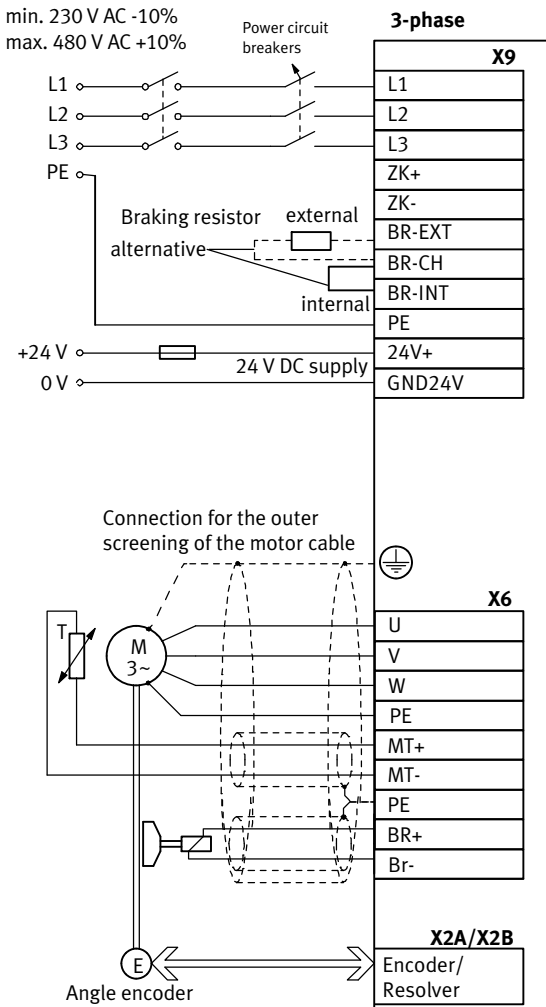 min. 230 V AC -10%
max. 480 V AC +10%
Power circuit
breakers
3-phase
X9
L1
L1
L2
L2
L3
L3
PE
ZK+
ZK-
Braking resistor
external
alternative
BR-EXT
BR-CH
internal
BR-INT
PE
+24 V
24V+
24 V DC supply
0 V
GND24V
Connection for the outer
screening of the motor cable
X6
T
M
3~
U
V
W
PE
MT+
MT-
PE
BR+
Br-
X2A/X2B
E
Encoder/
Resolver
Angle encoder